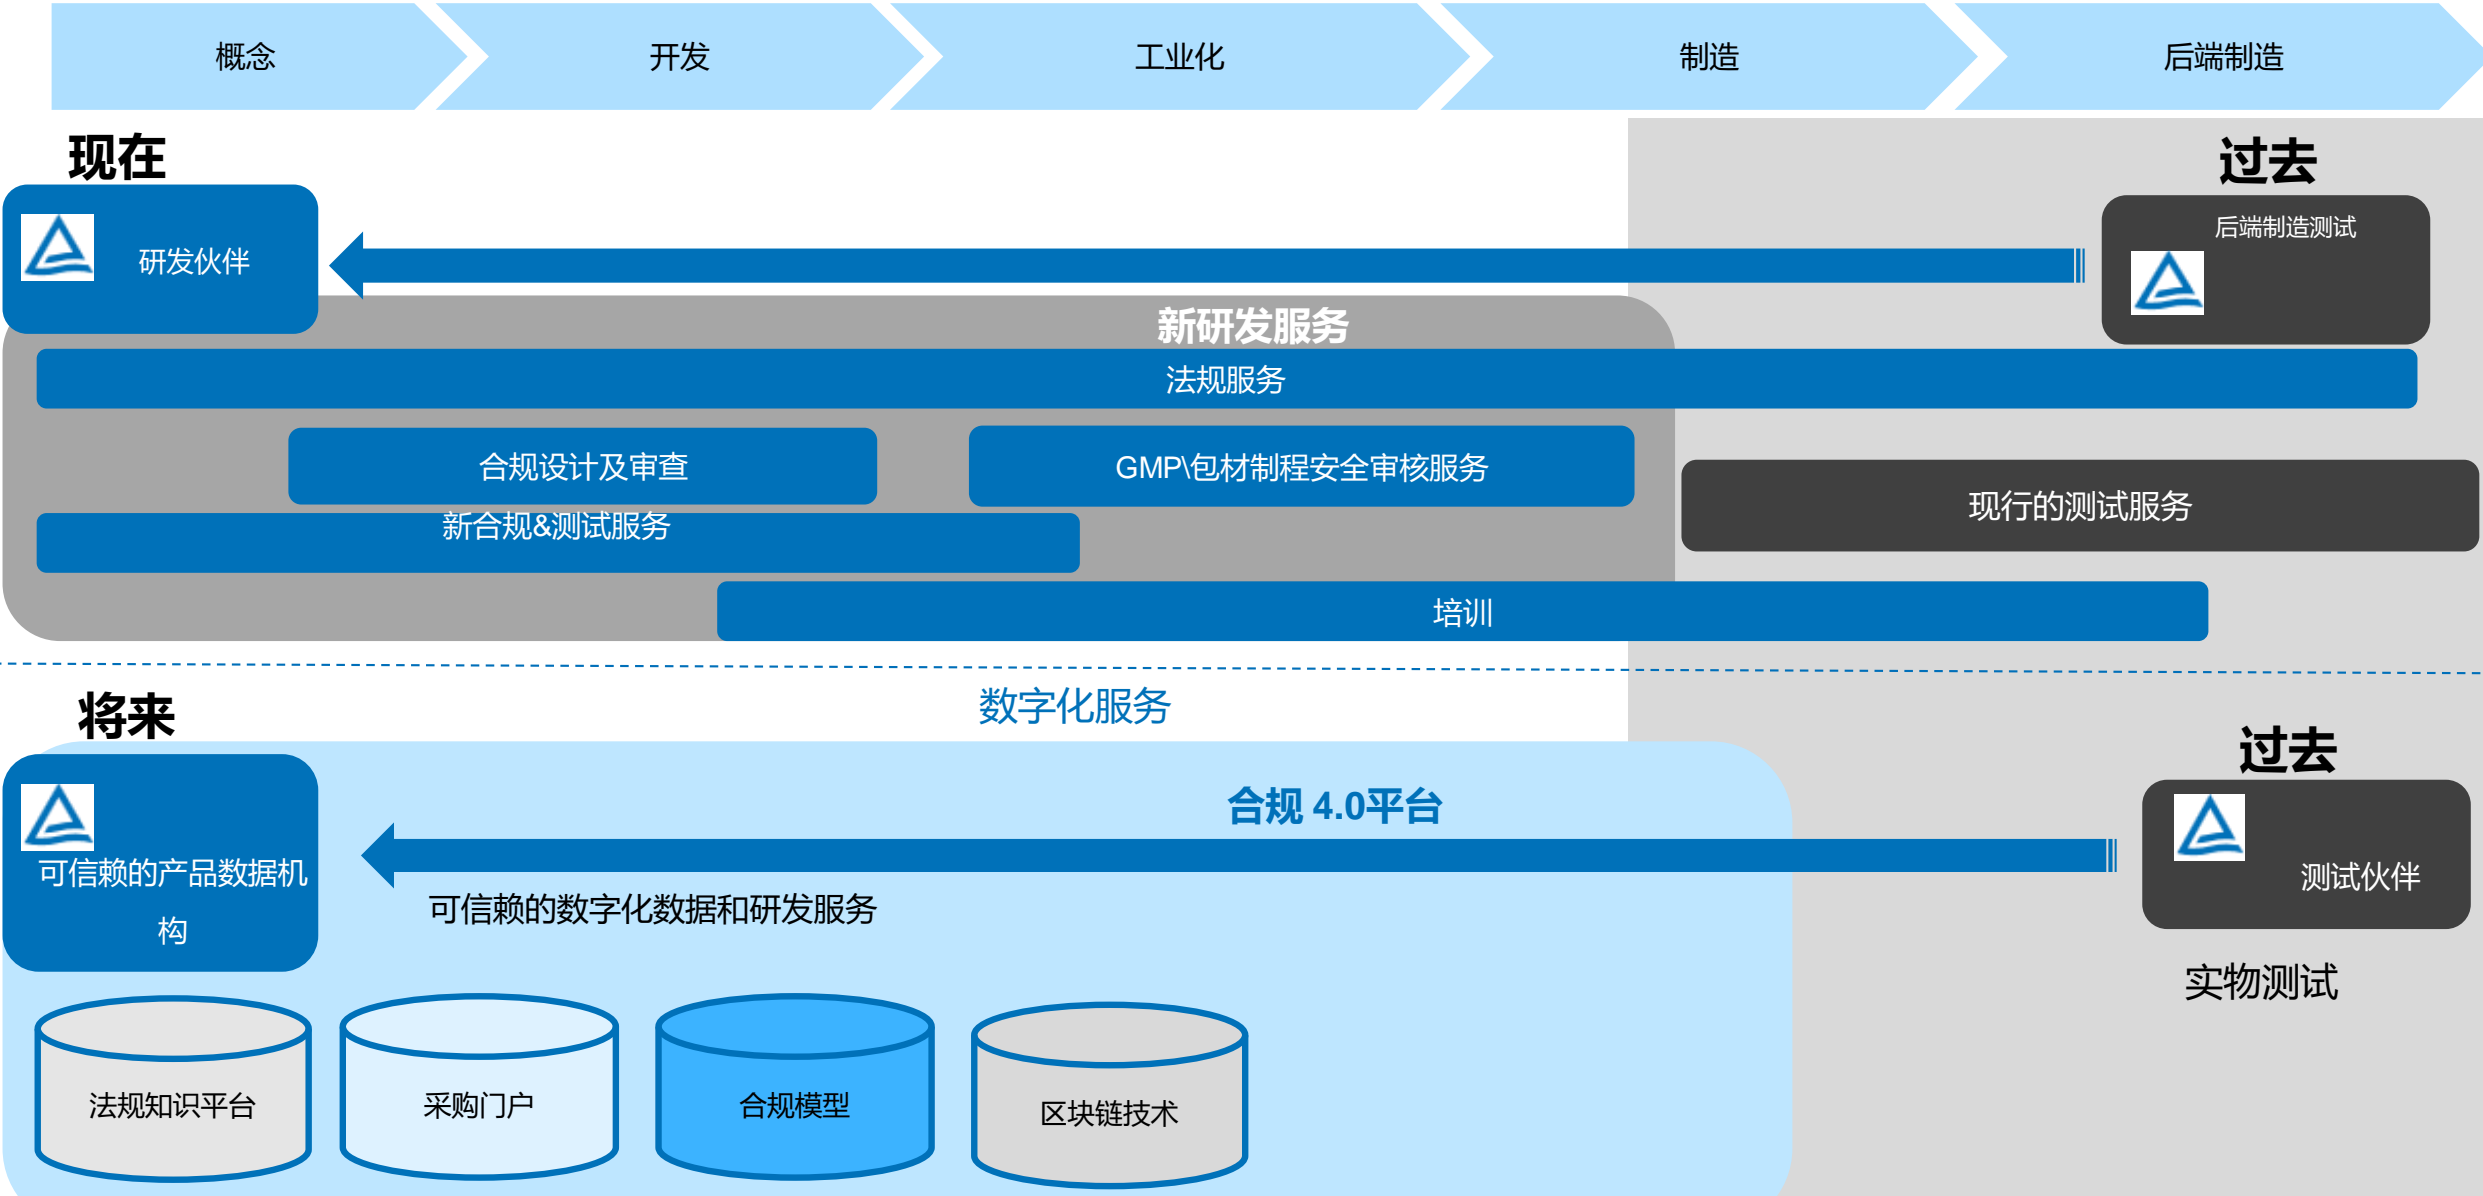 概念
开发
工业化
制造
后端制造
现在
过去
研发伙伴
后端制造测试
新研发服务
法规服务
合规设计及审查
GMP\包材制程安全审核服务
现行的测试服务
新合规&测试服务
培训
将来
数字化服务
过去
合规 4.0平台
可信赖的产品数据机
构
测试伙伴
可信赖的数字化数据和研发服务
实物测试
法规知识平台
采购门户
合规模型
区块链技术